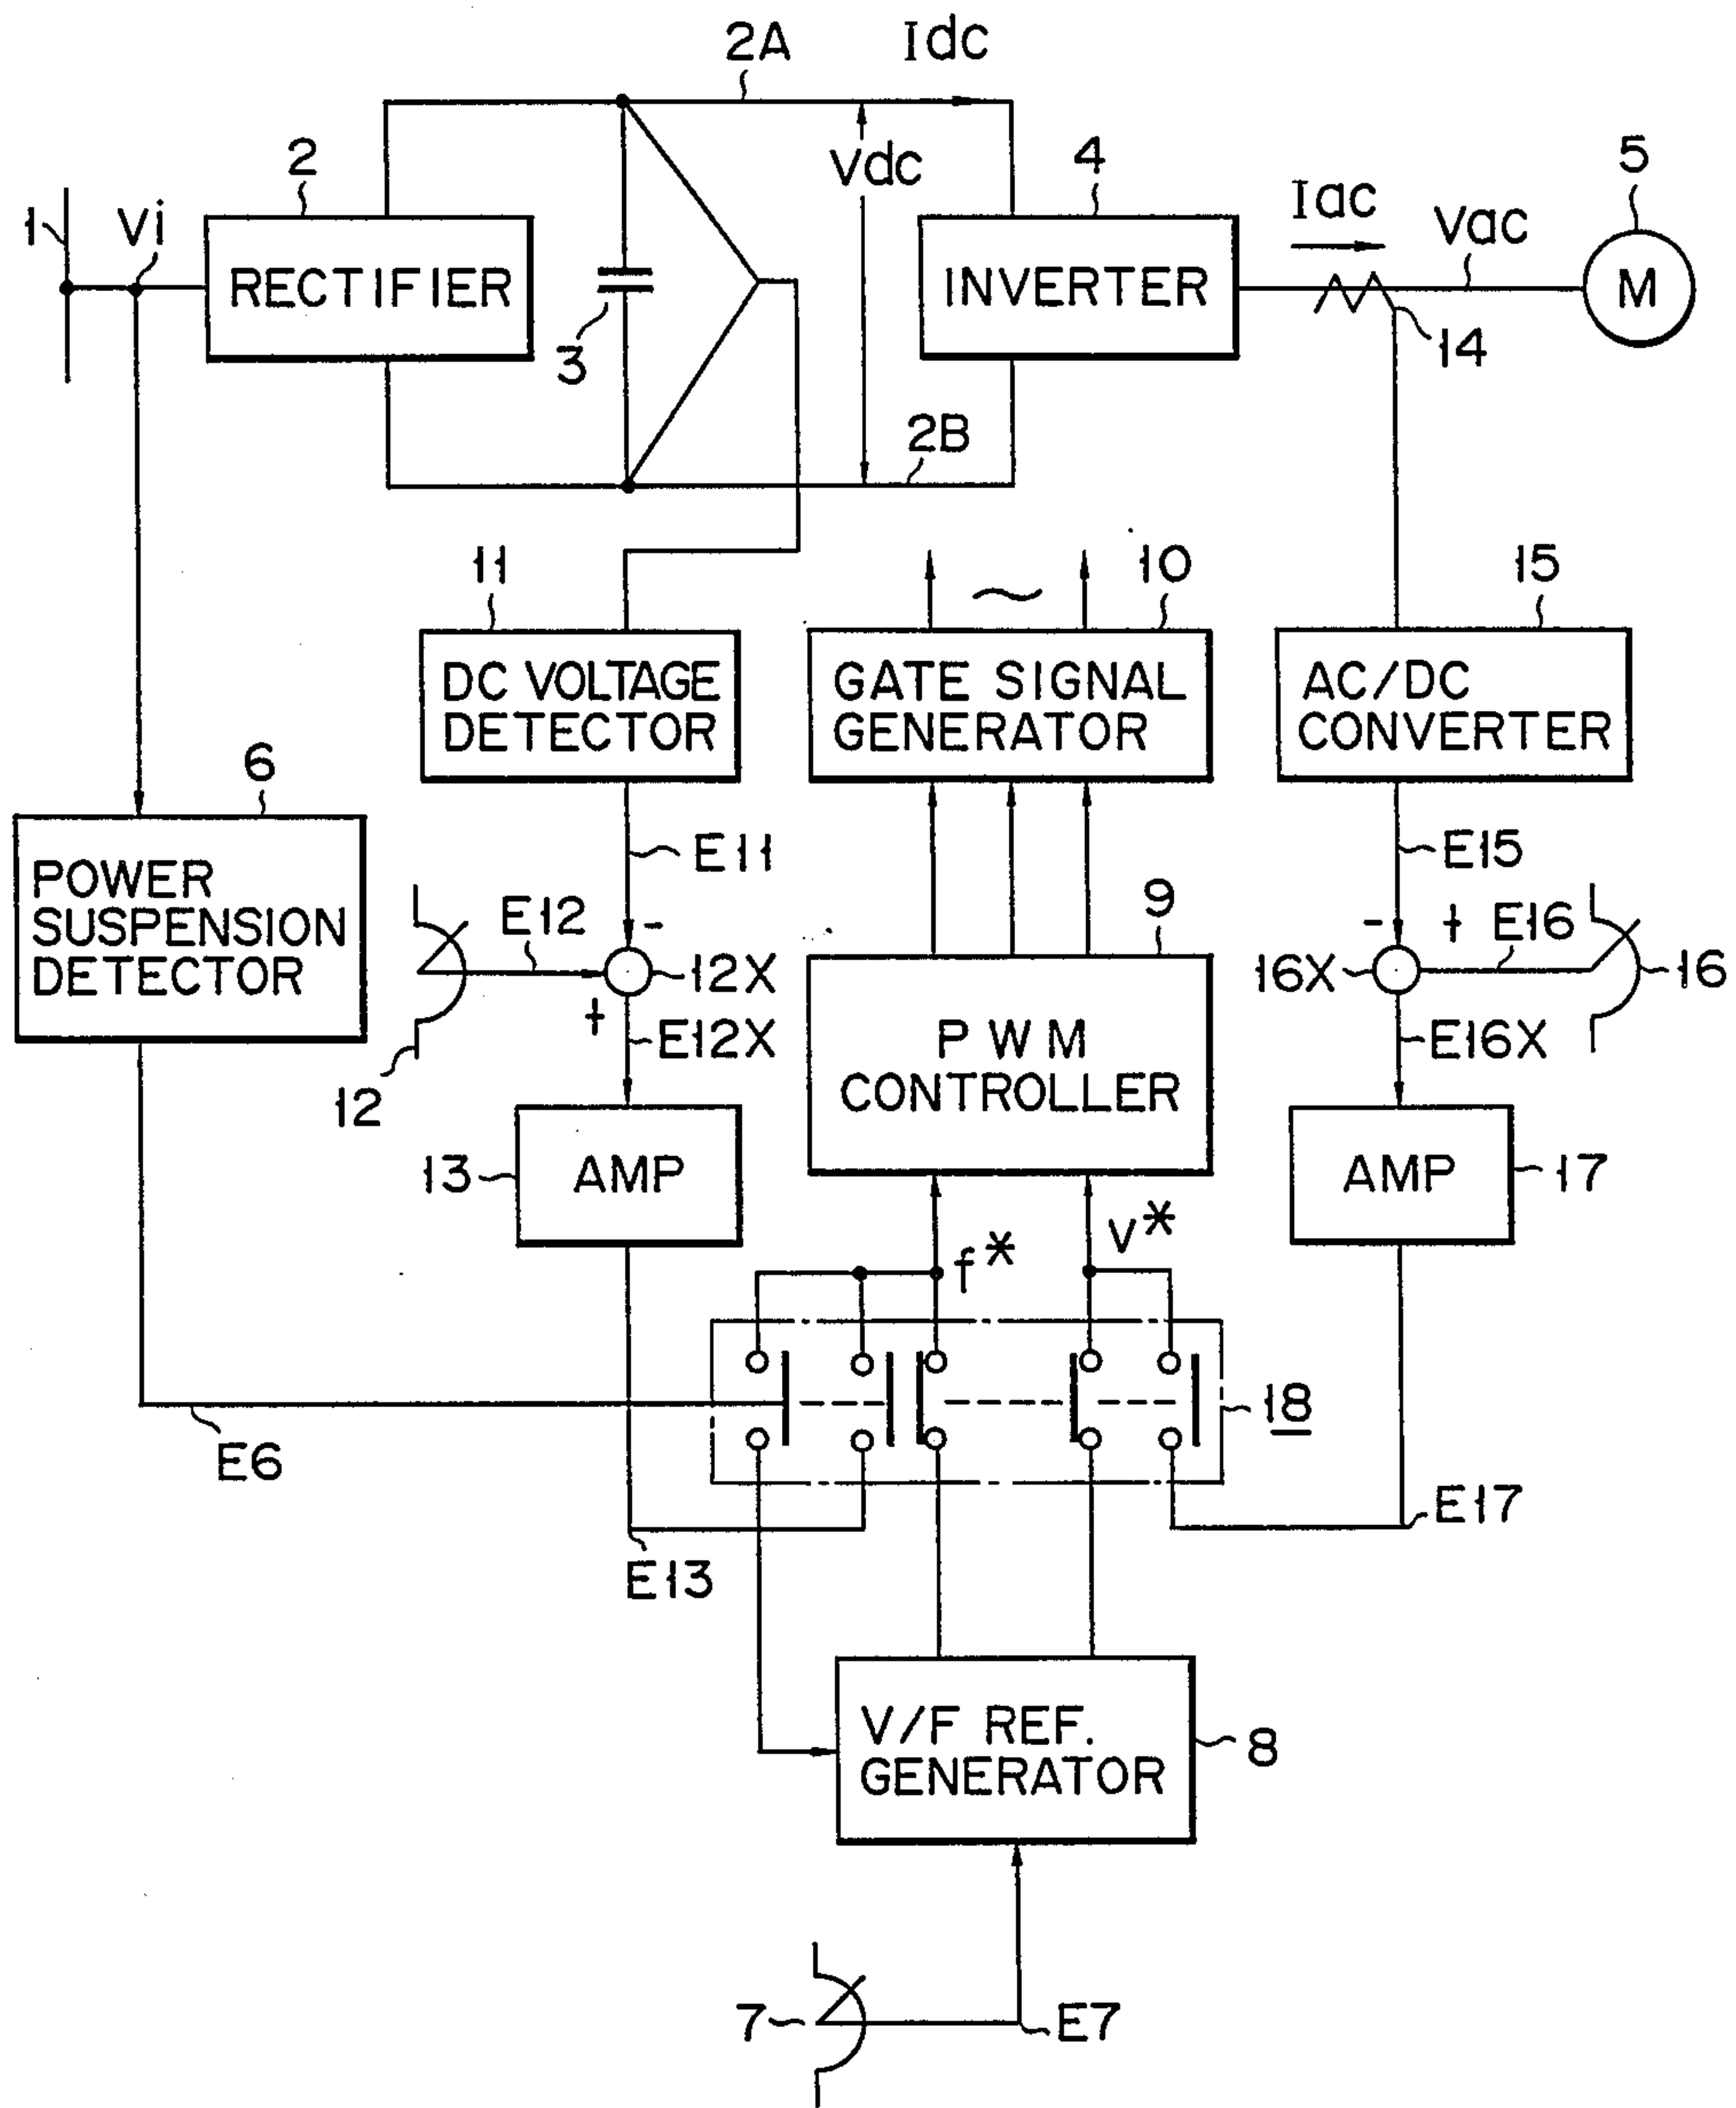 2A
Idc
2
Vdc
4
5
1
Vi
Iac
Vac
RECTIFIER
INVERTER
M
3
14
2B
11
10
15
DC VOLTAGE
DETECTOR
GATE SIGNAL
GENERATOR
AC/DC
CONVERTER
6
E11
E15
POWER
SUSPENSION
DETECTOR
E12
-
9
-
+
E16
12X
16X
16
+
E12X
E16X
12
PWM
CONTROLLER
13
AMP
AMP
17
f*
V*
18
E6
E17
E13
V/F REF.
GENERATOR
8
7
E7